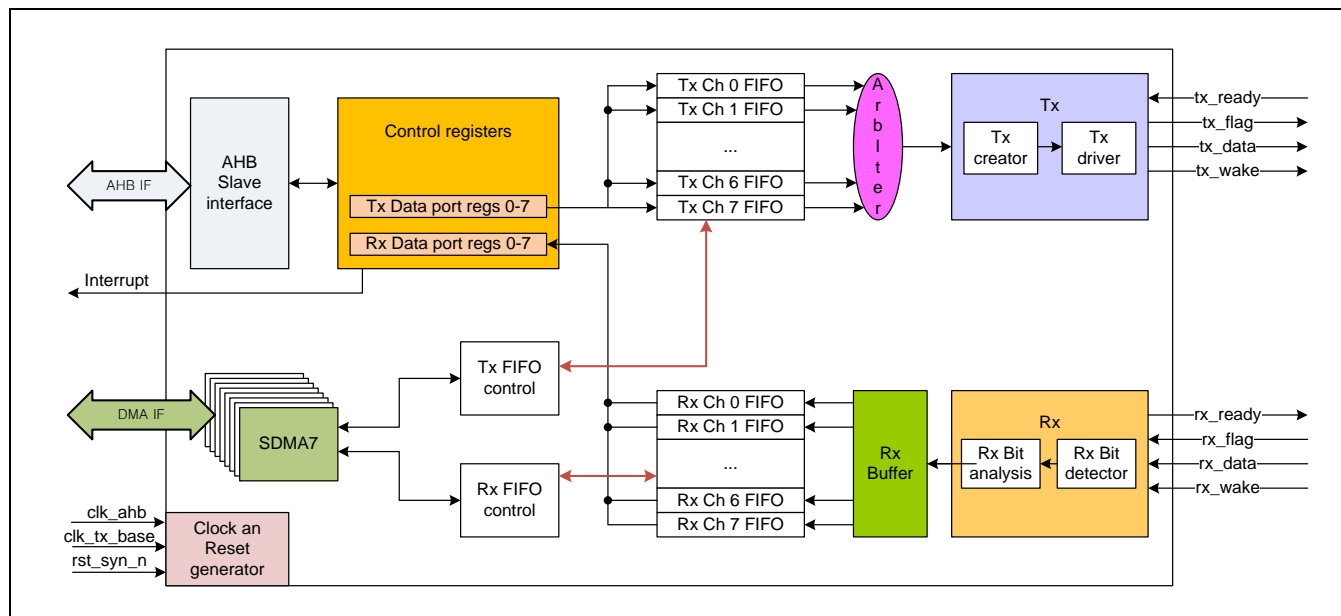 AHB IF
AHB
Slave
interface
Control registers
Tx Data port regs 0-7
Rx Data port regs 0-7
Interrupt
Tx Ch 0 FIFO
Tx Ch 1 FIFO
...
Tx Ch 6 FIFO
Tx Ch 7 FIFO
A
r
b
I
t
e
r
Tx
Tx
creator
Tx
driver
tx_ready
tx_flag
tx_data
tx_wake
DMA IF
SDMA7
Tx FIFO
control
Rx FIFO
control
Rx Ch 0 FIFO
Rx Ch 1 FIFO
...
Rx Ch 6 FIFO
Rx Ch 7 FIFO
Rx
Buffer
Rx
Rx Bit
analysis
Rx Bit
detector
rx_ready
rx_flag
rx_data
rx_wake
clk_ahb
clk_tx_base
rst_syn_n
Clock an
Reset
generator